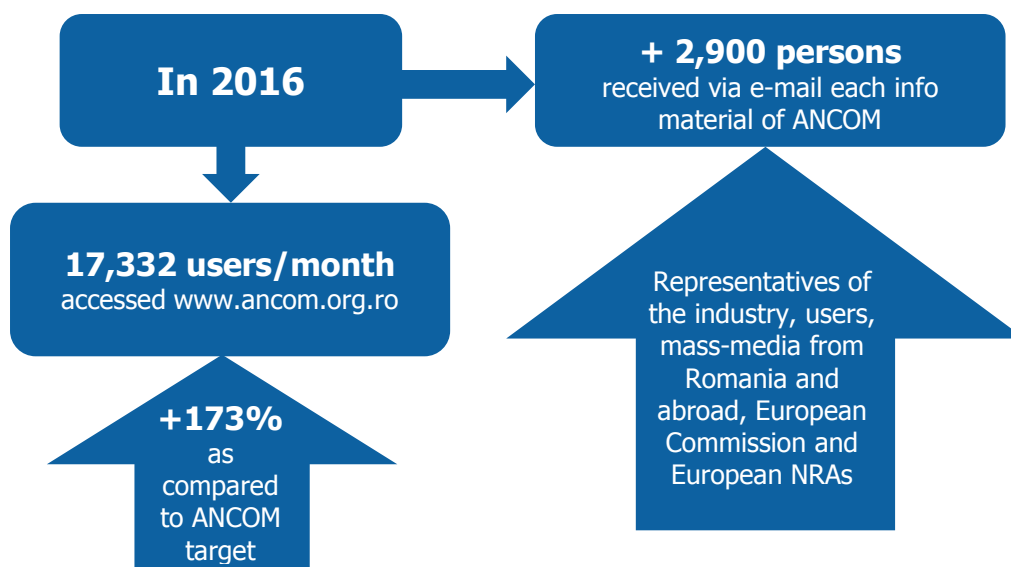 In 2016
+ 2,900 persons
received via e-mail each info
material of ANCOM
17,332 users/month
accessed www.ancom.org.ro
+173%
as
compared
to ANCOM
target
Representatives of
the industry, users,
mass-media from
Romania and
abroad, European
Commission and
European NRAs